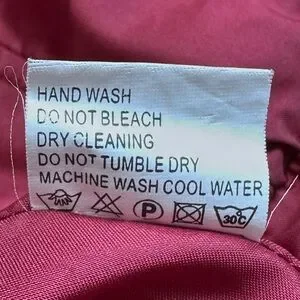 HAND WASH
DO NOT BLEACH
DRY CLEANING
DO NOT TUMBLE DRY
MACHINE WASH COOL WATER
P 30°C